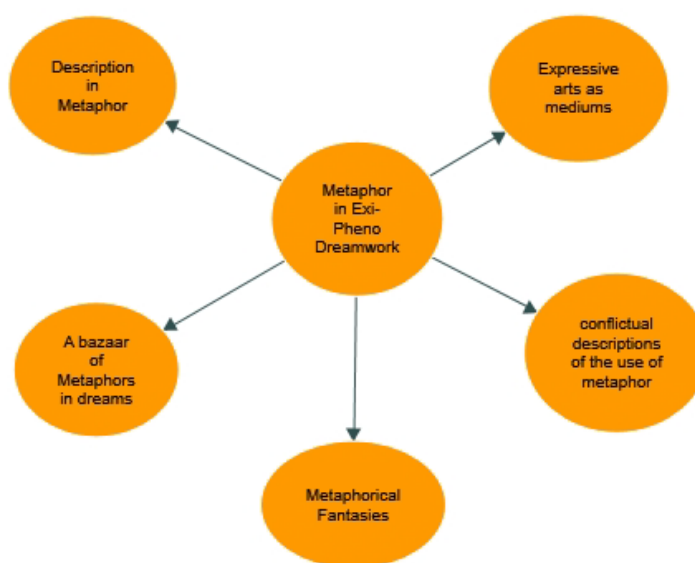 Description
in
Metaphor
Expressive
arts as
mediums
Metaphor
in Exi-
Pheno
Dreamwork
A bazaar
of
Metaphors
in dreams
conflictual
descriptions
of the use of
metaphor
Metaphorical
Fantasies